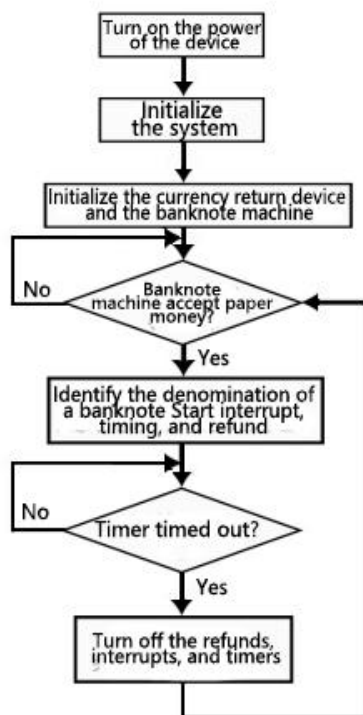 Turn on the power
of the device
Initialize
the system
Initialize the currency return device
and the banknote machine
No
Banknote
machine accept paper
money?
Yes
Identify the denomination of
a banknote Start interrupt,
timing, and refund
No
Timer timed out?
Yes
Turn off the refunds,
interrupts, and timers